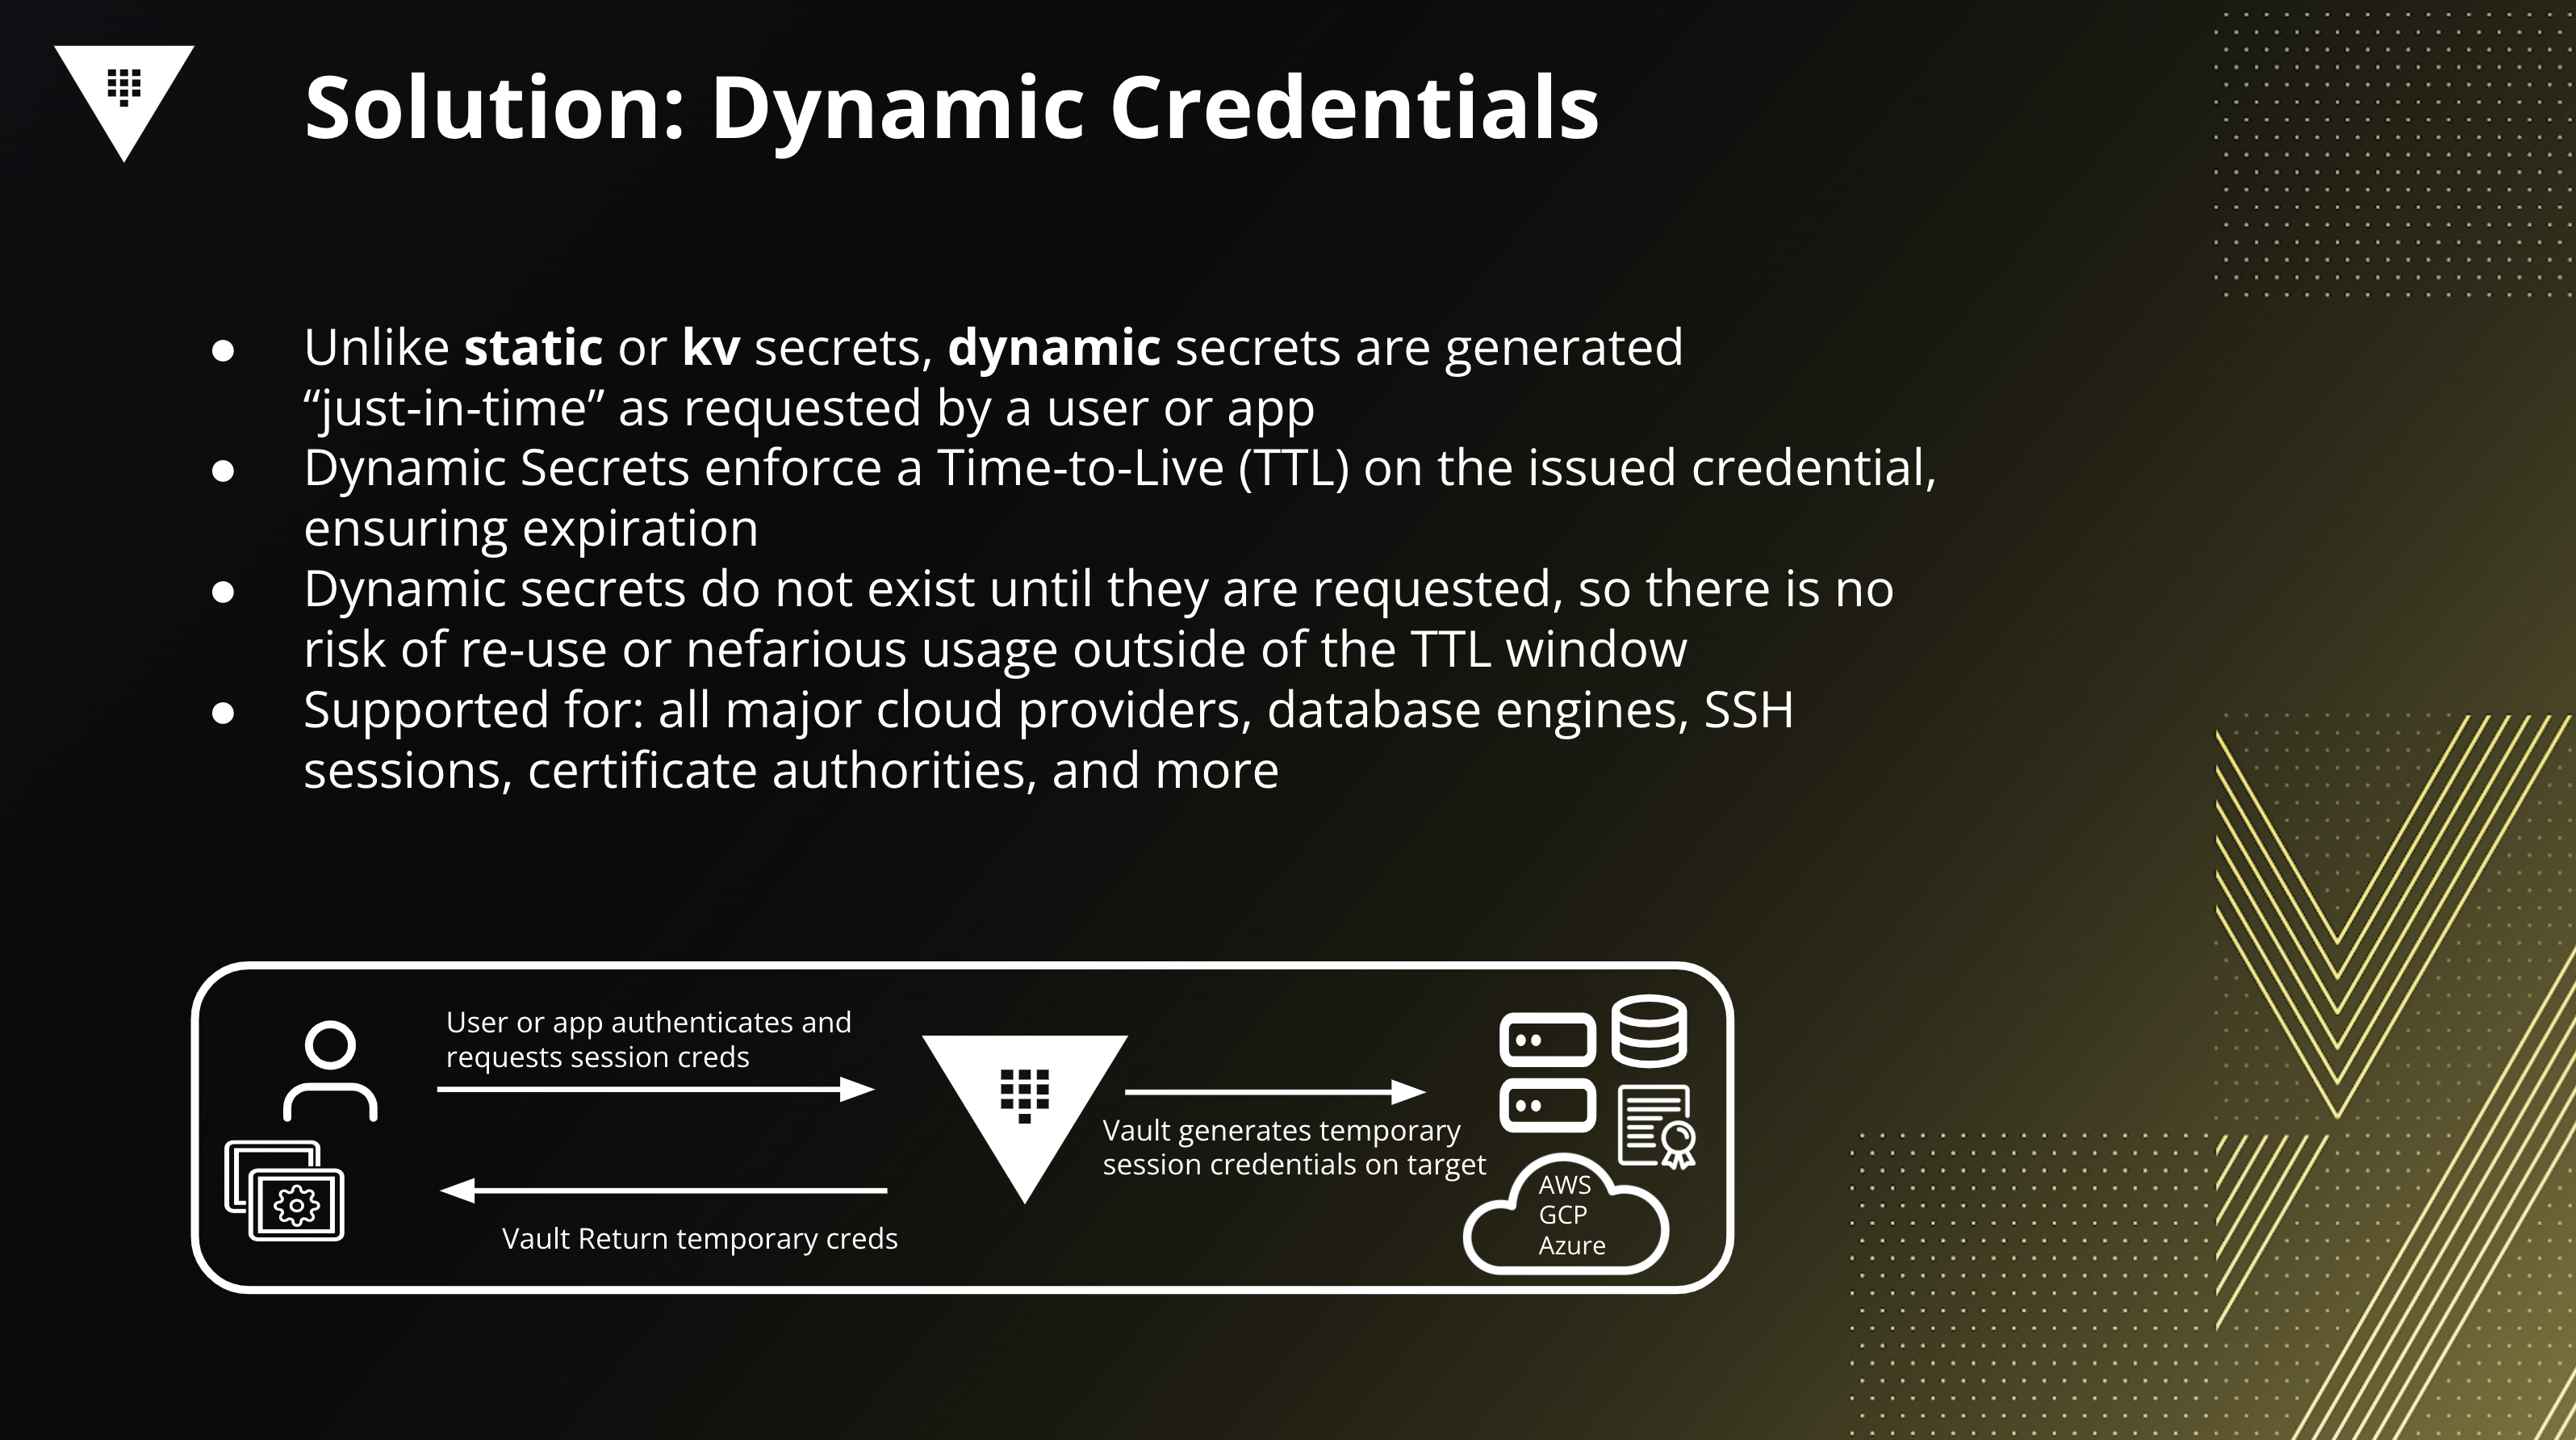 Solution: Dynamic Credentials
● Unlike static or kv secrets, dynamic secrets are generated
“just-in-time” as requested by a user or app
● Dynamic Secrets enforce a Time-to-Live (TTL) on the issued credential,
ensuring expiration
● Dynamic secrets do not exist until they are requested, so there is no
risk of re-use or nefarious usage outside of the TTL window
● Supported for: all major cloud providers, database engines, SSH
sessions, certificate authorities, and more
User or app authenticates and
requests session creds
Vault generates temporary
session credentials on target
Vault Return temporary creds
AWS
GCP
Azure